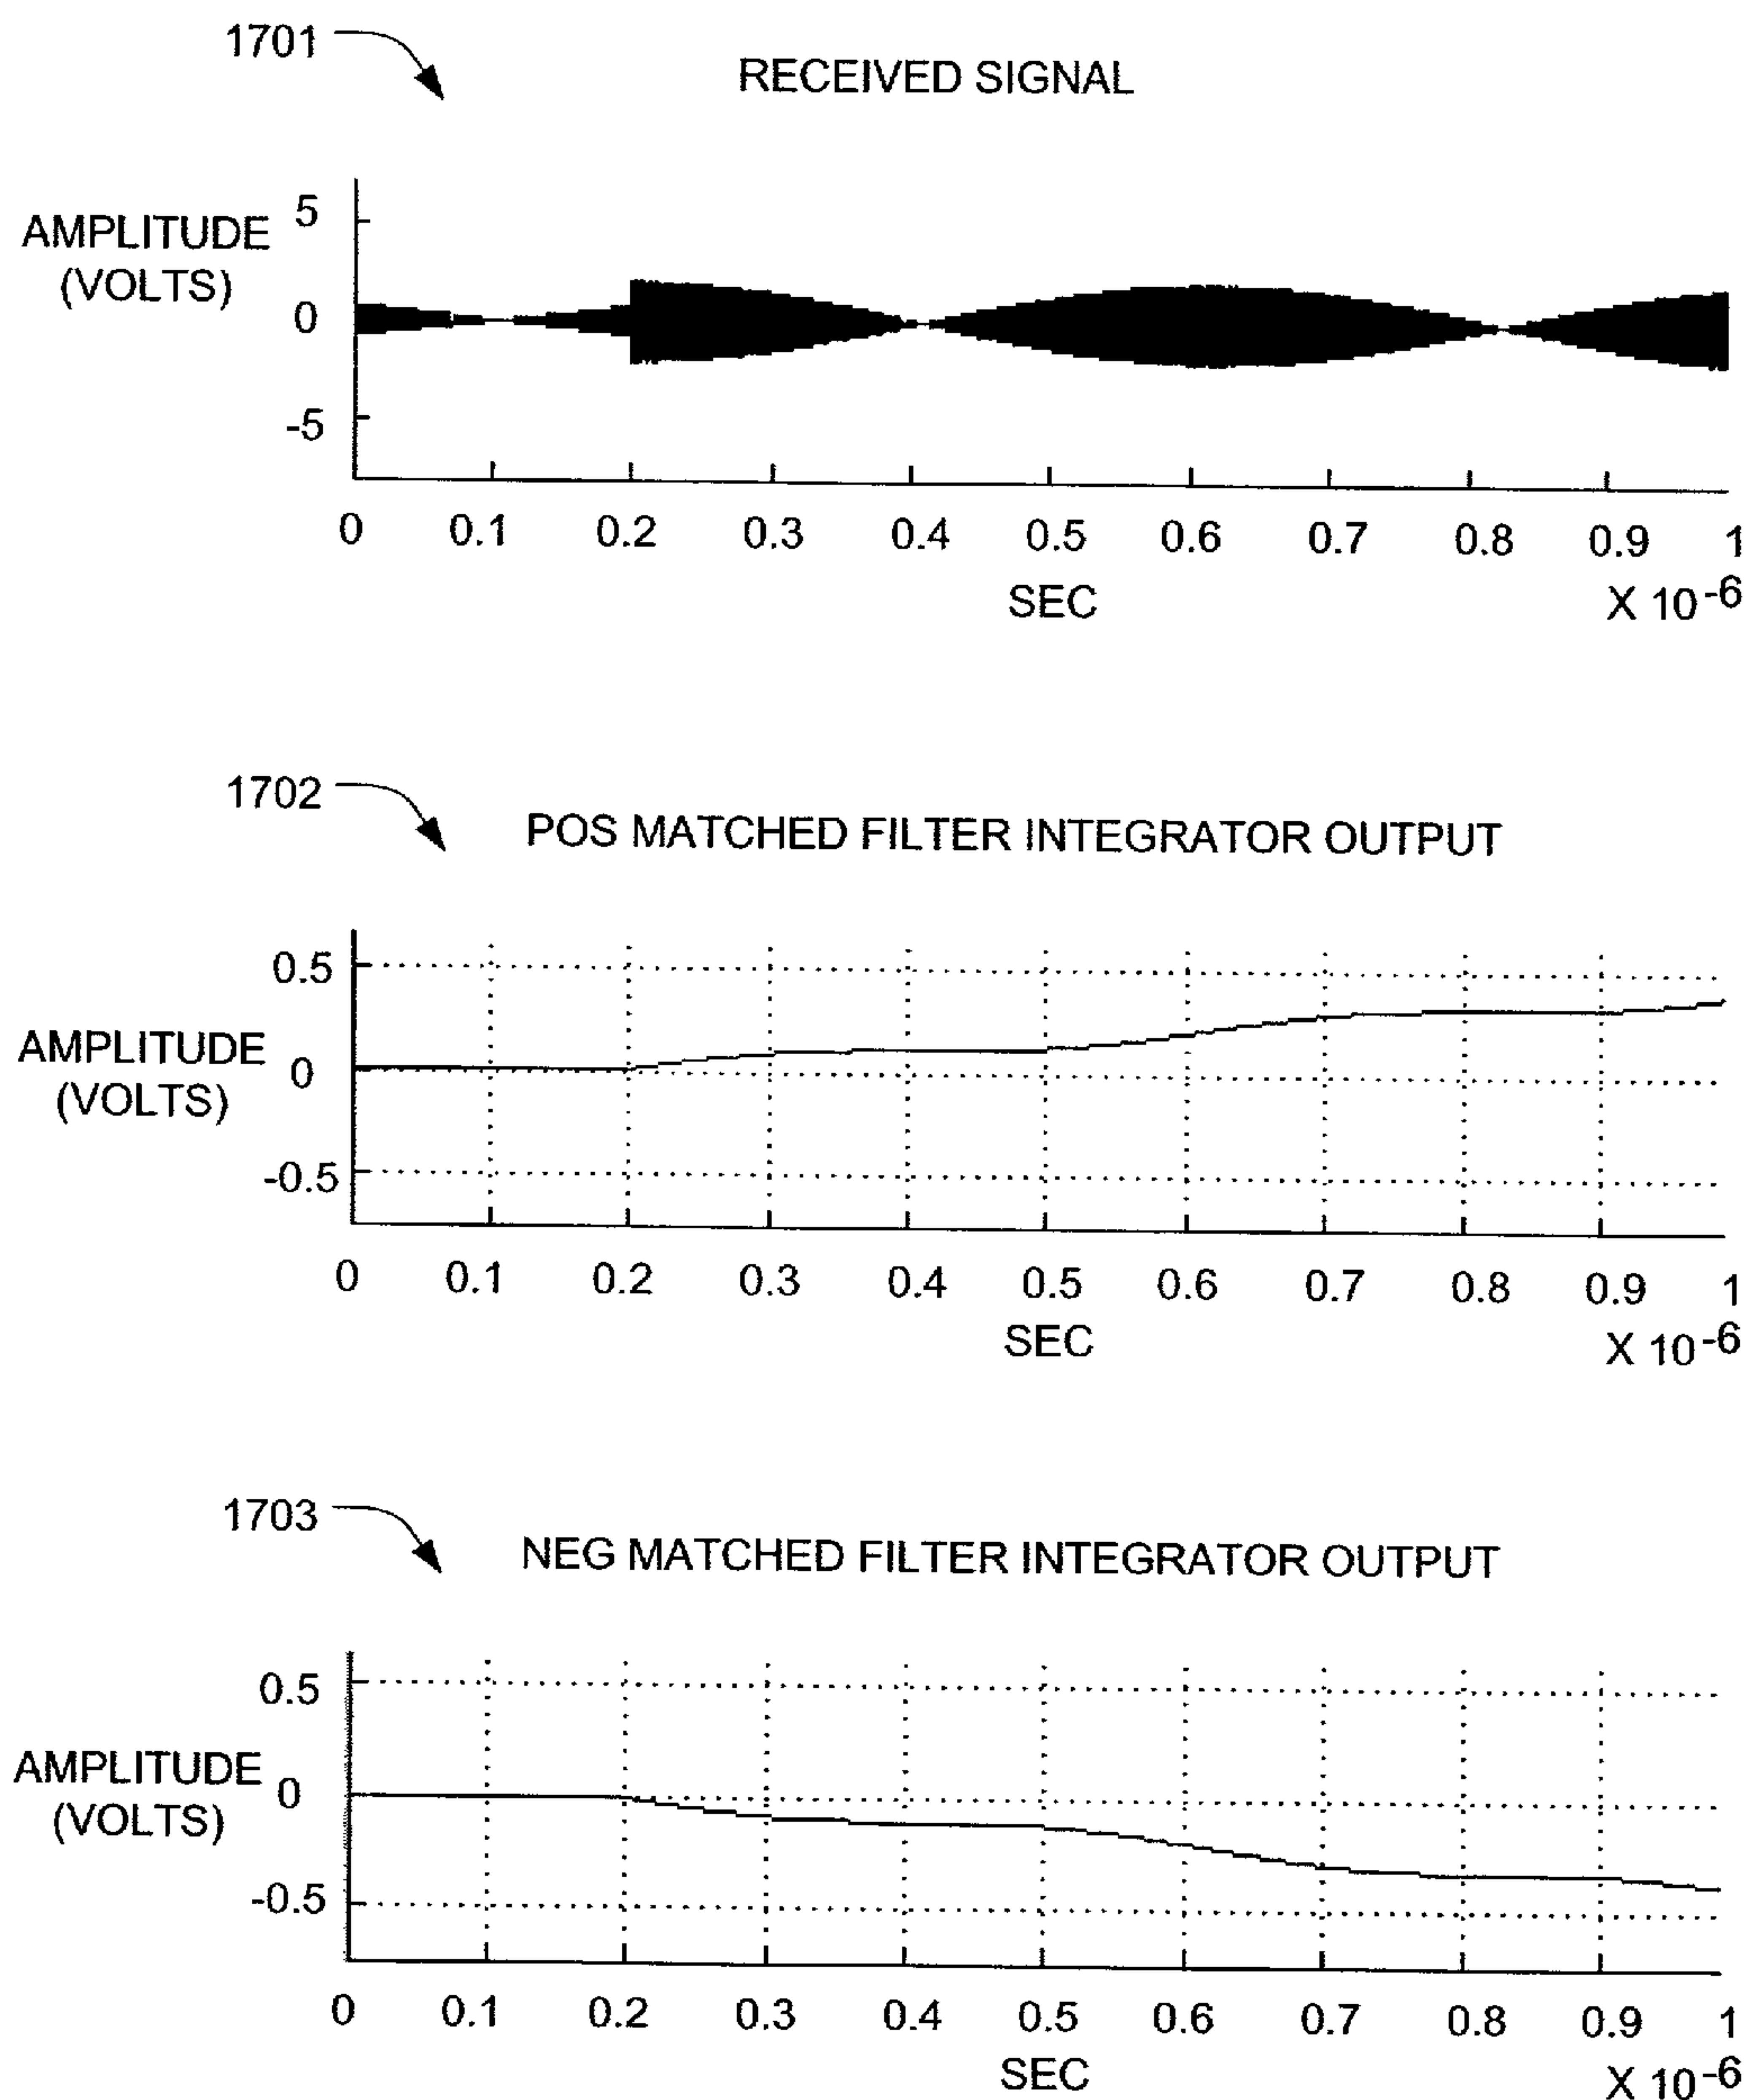 1701
RECEIVED SIGNAL
AMPLITUDE
(VOLTS)
5
0
-5
0 0.1 0.2 0.3 0.4 0.5 0.6 0.7 0.8 0.9 1
SEC
X 10-6
1702
POS MATCHED FILTER INTEGRATOR OUTPUT
AMPLITUDE
(VOLTS)
0.5
0
-0.5
0 0.1 0.2 0.3 0.4 0.5 0.6 0.7 0.8 0.9 1
SEC
X 10-6
1703
NEG MATCHED FILTER INTEGRATOR OUTPUT
AMPLITUDE
(VOLTS)
0.5
0
-0.5
0 0.1 0.2 0.3 0.4 0.5 0.6 0.7 0.8 0.9 1
SEC
X 10-6